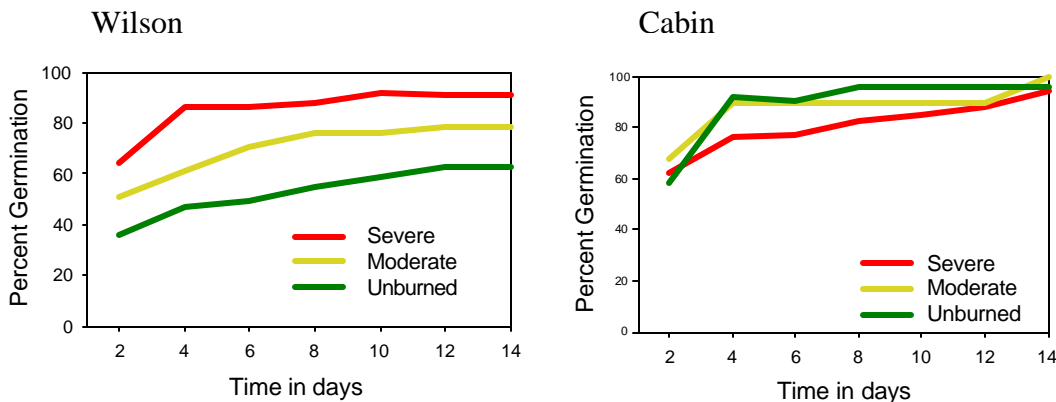 Wilson
Percent Germination
100
80
60
40
20
0
Severe
Moderate
Unburned
2 4 6 8 10 12 14
Time in days
Cabin
Percent Germination
100
80
60
40
20
0
Severe
Moderate
Unburned
2 4 6 8 10 12 14
Time in days